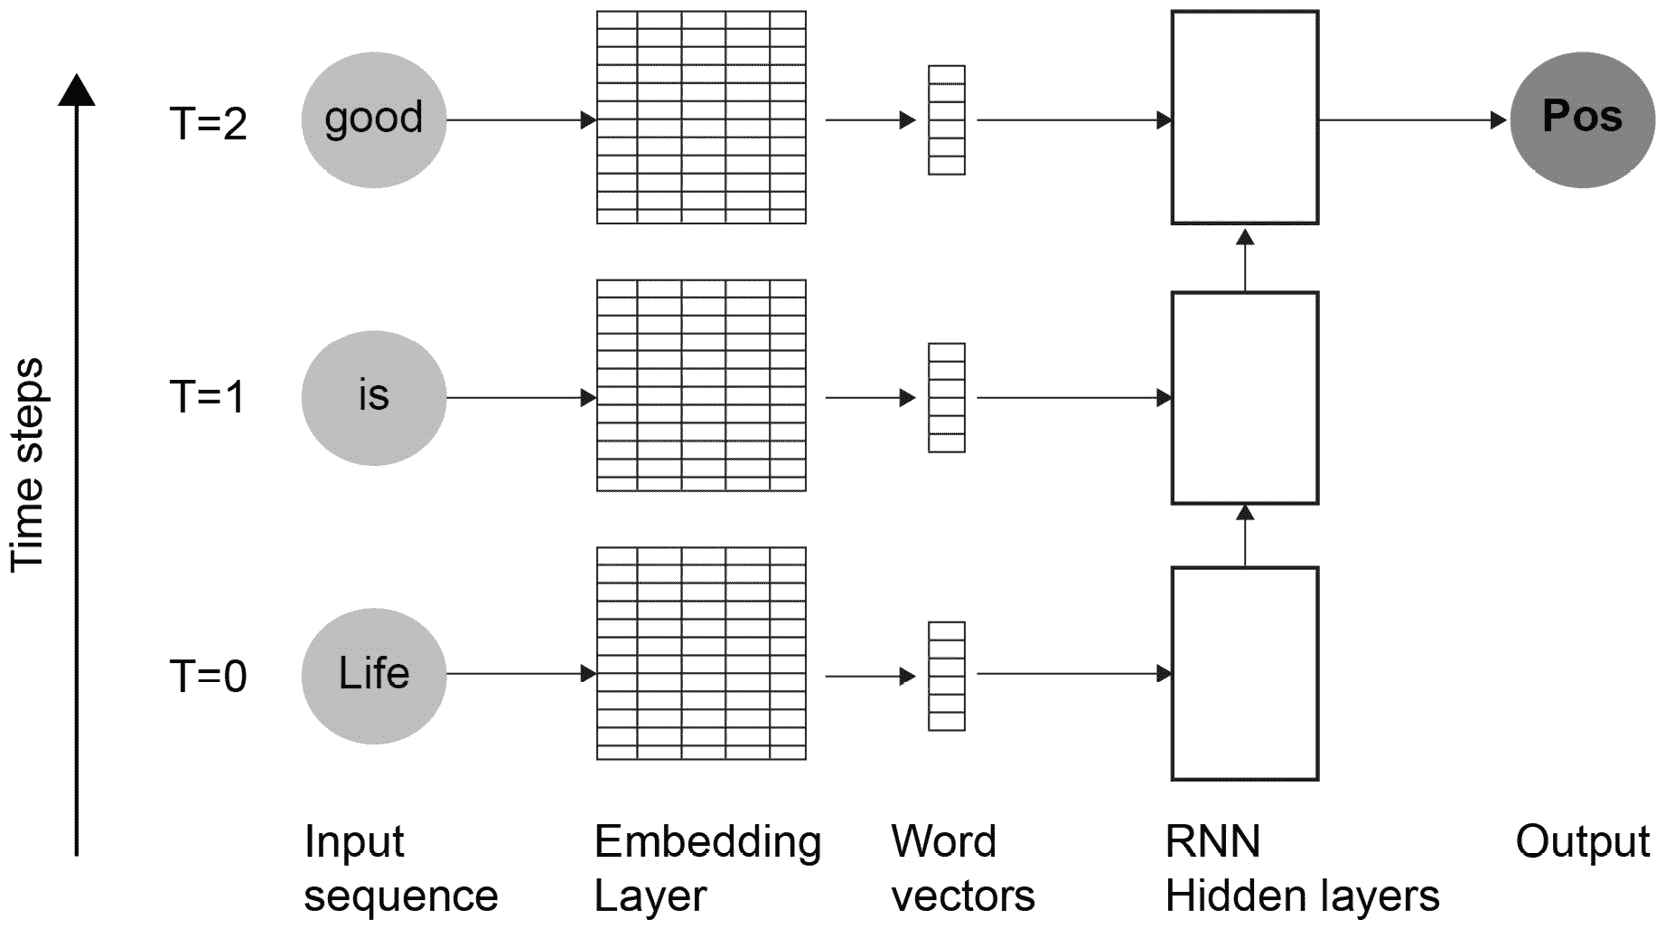 T=2
good
Pos
T=1
is
T=0
Life
Time steps
Input
sequence
Embedding
Layer
Word
vectors
RNN
Hidden layers
Output